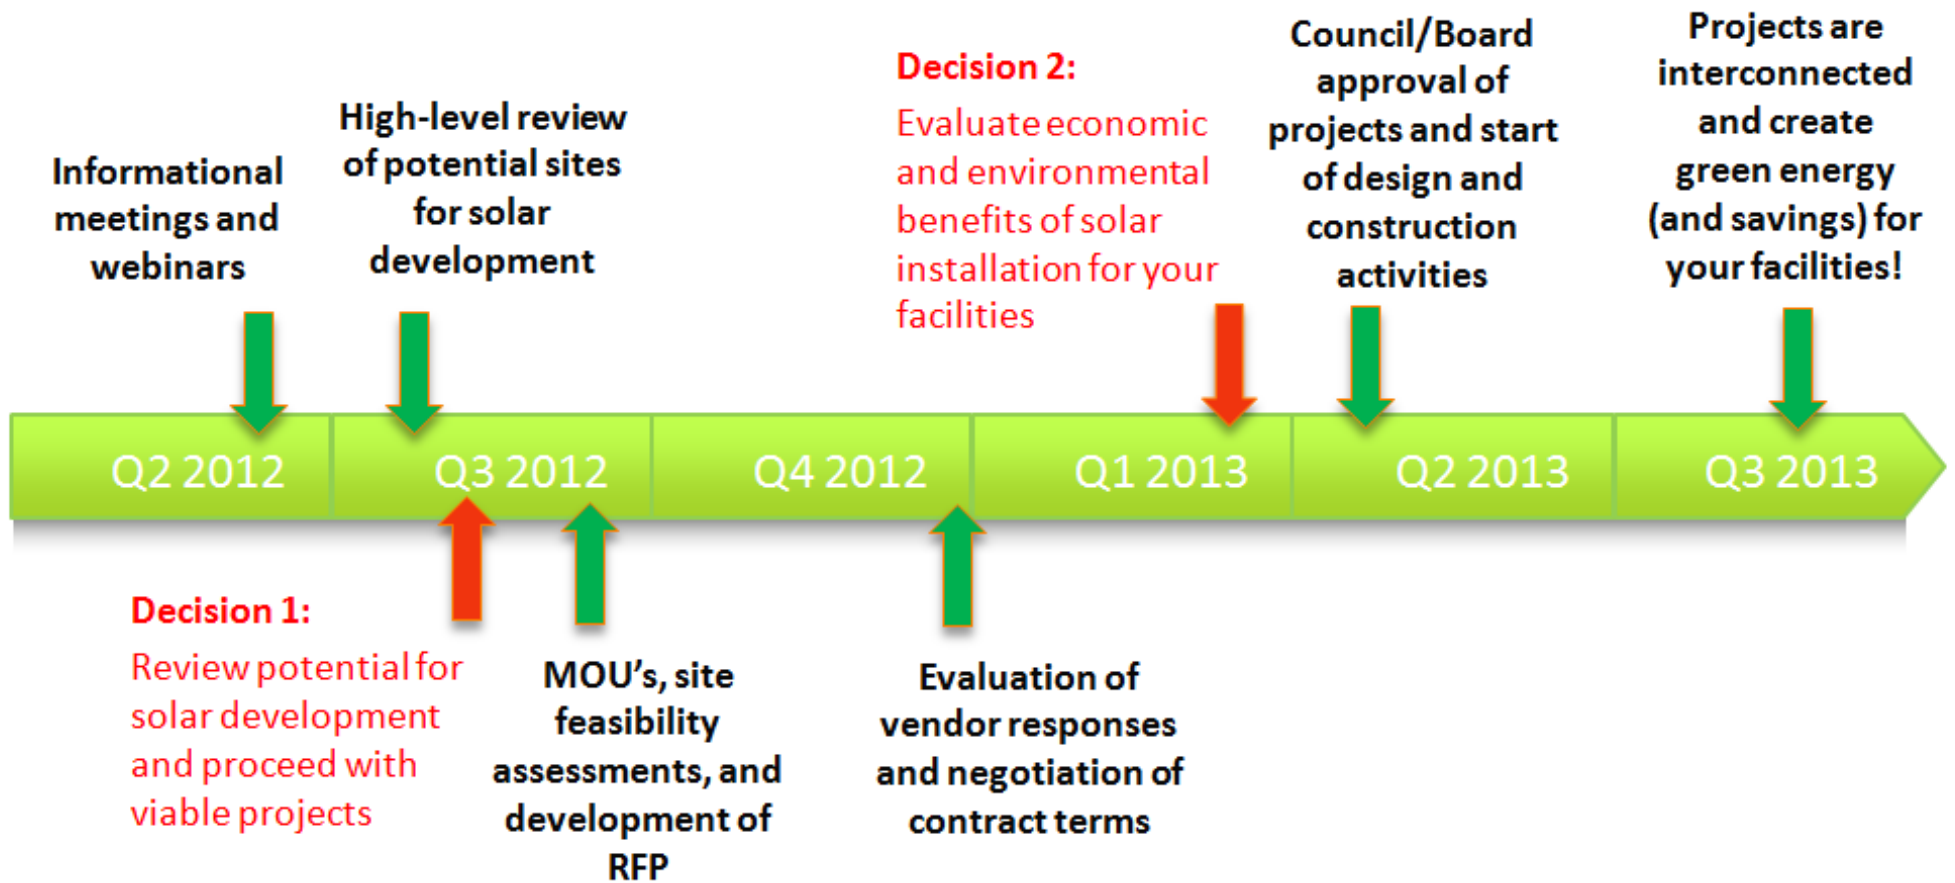 Informational
meetings and
webinars
High-level review
of potential sites
for solar
development
Decision 2:
Evaluate economic
and environmental
benefits of solar
installation for your
facilities
Council/Board
approval of
projects and start
of design and
construction
activities
Projects are
interconnected
and create
green energy
(and savings) for
your facilities!
Q2 2012
Q3 2012
Q4 2012
Q1 2013
Q2 2013
Q3 2013
Decision 1:
Review potential for
solar development
and proceed with
viable projects
MOU's, site
feasibility
assessments, and
development of
RFP
Evaluation of
vendor responses
and negotiation of
contract terms